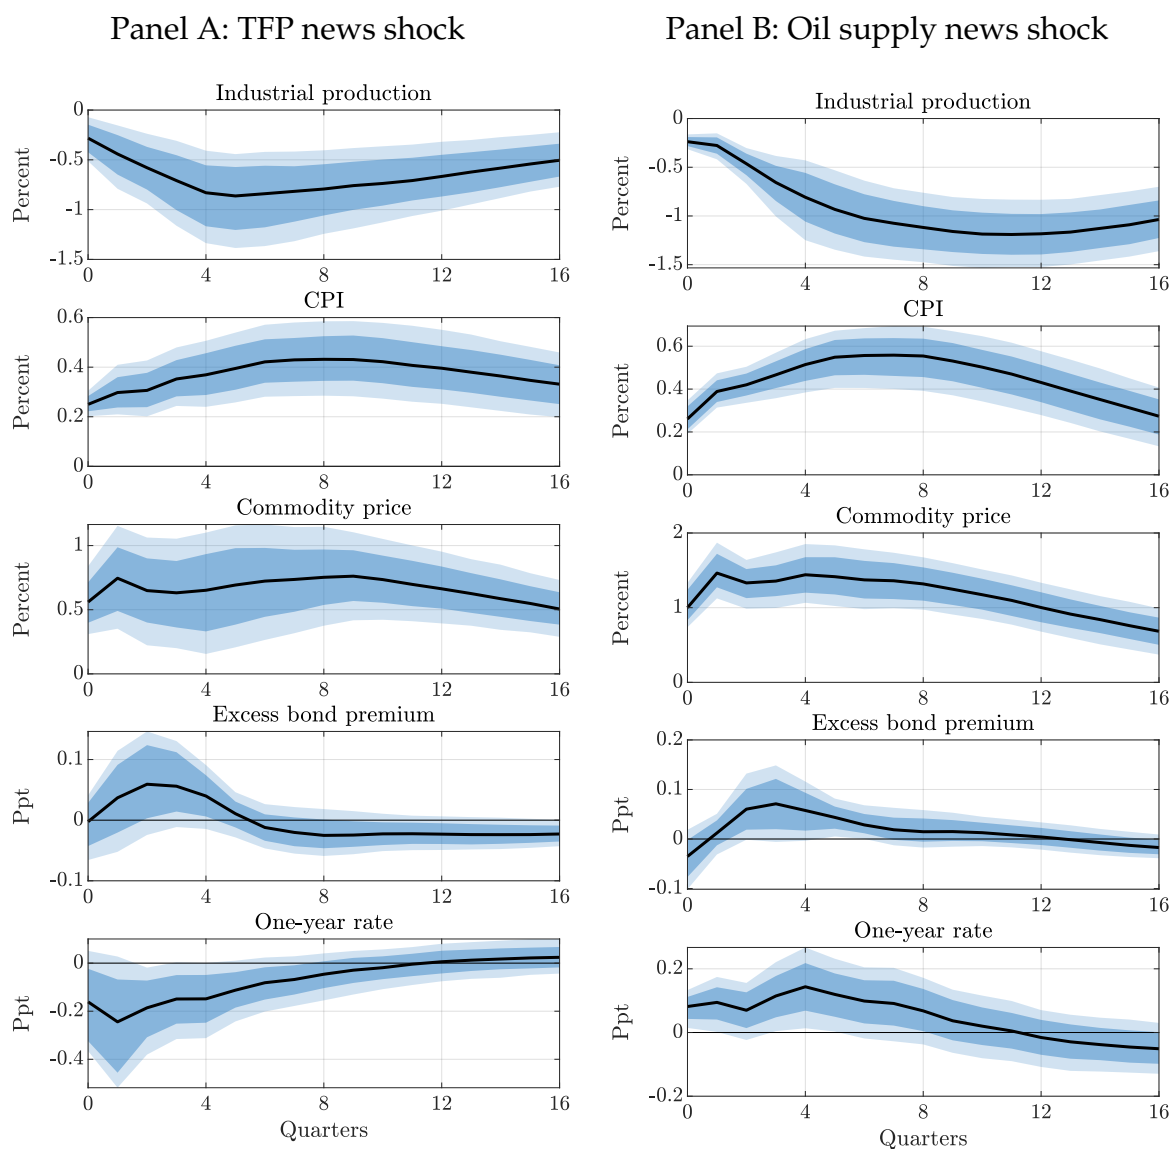 Panel A: TFP news shock
Industrial production
Percent
0
-0.5
-1
-1.5
0 4 8 12 16
CPI
Percent
0.6
0.4
0.2
0
0 4 8 12 16
Commodity price
Percent
1
0.5
0
0 4 8 12 16
Excess bond premium
Ppt
0.1
0
-0.1
0 4 8 12 16
One-year rate
Ppt
0
-0.2
-0.4
0 4 8 12 16
Quarters
Panel B: Oil supply news shock
Industrial production
Percent
0
-0.5
-1
-1.5
0 4 8 12 16
CPI
Percent
0.6
0.4
0.2
0
0 4 8 12 16
Commodity price
Percent
2
1
0
0 4 8 12 16
Excess bond premium
Ppt
0.2
0.1
0
-0.1
0 4 8 12 16
One-year rate
Ppt
0.2
0
-0.2
0 4 8 12 16
Quarters